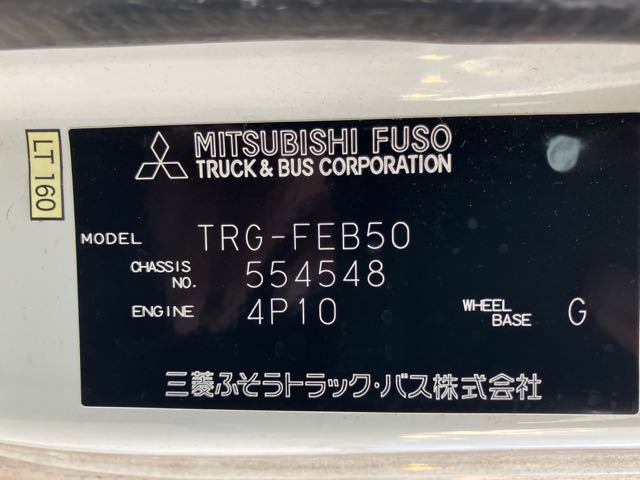 LT 160
MITSUBISHI FUSO
TRUCK & BUS CORPORATION
MODEL TRG-FEB50
CHASSIS NO. 554548
ENGINE 4P10 WHEEL BASE G
三菱ふそうトラック・バス株式会社